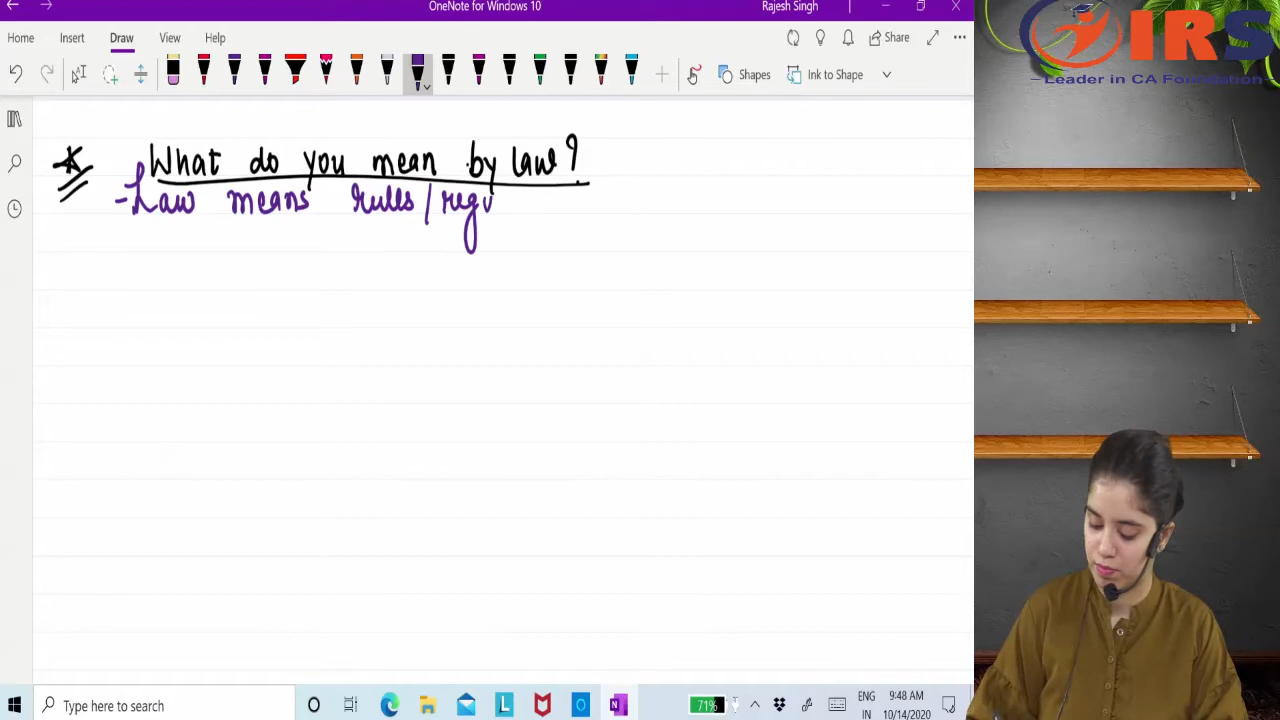 OneNote for Windows 10
Rajesh Singh
Home Insert Draw View Help
Share
Shapes
Ink to Shape
IRS
Leader in CA Foundation
What do you mean by law?
- Law means rules / regu
Type here to search
71%
ENG
IN
9:48 AM
10/14/2020